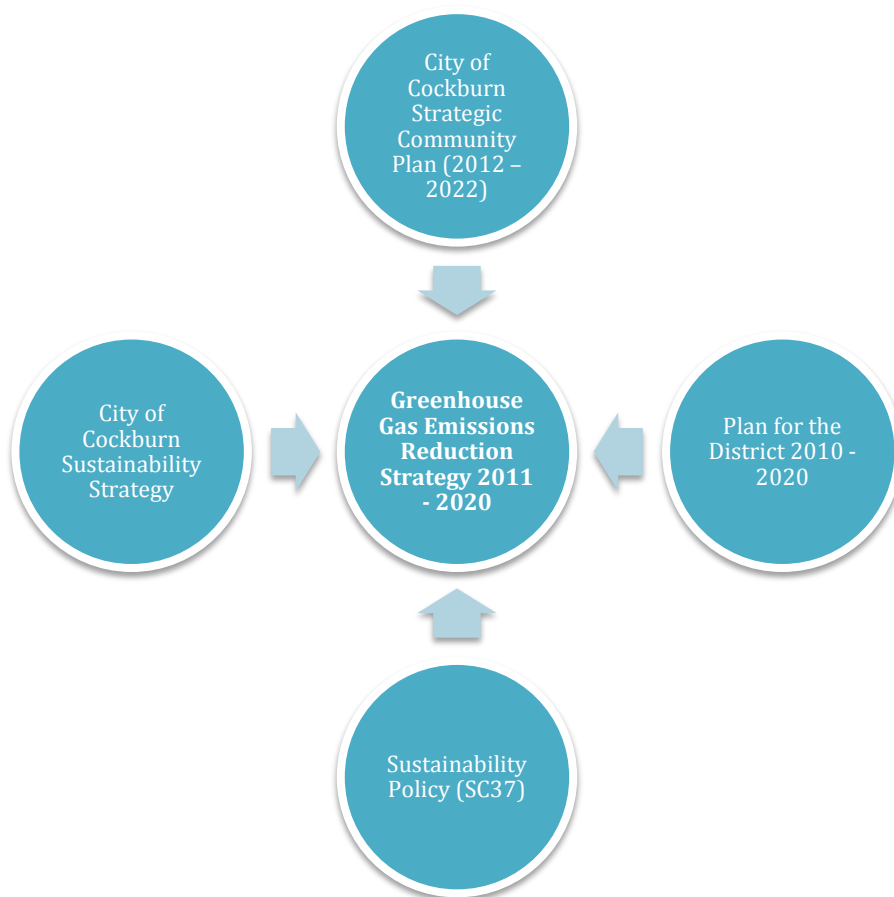 City of
Cockburn
Strategic
Community
Plan (2012 –
2022)
City of
Cockburn
Sustainability
Strategy
Greenhouse
Gas Emissions
Reduction
Strategy 2011
- 2020
Plan for the
District 2010 -
2020
Sustainability
Policy (SC37)